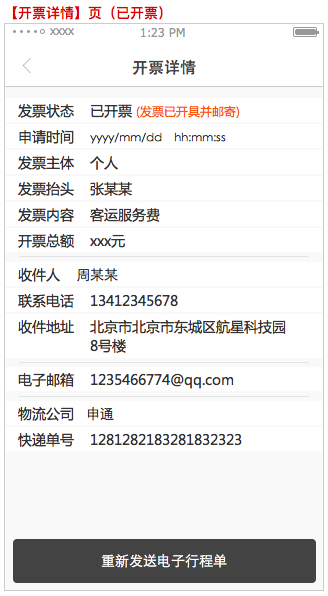 【开票详情】页（已开票）
xxxx 1:23 PM
开票详情
发票状态 已开票 (发票已开具并邮寄)
申请时间 yyyy/mm/dd hh:mm:ss
发票主体 个人
发票抬头 张某某
发票内容 客运服务费
开票总额 xxx元
收件人 周某某
联系电话 13412345678
收件地址 北京市北京市东城区航星科技园
8号楼
电子邮箱 1235466774@qq.com
物流公司 申通
快递单号 1281282183281832323
重新发送电子行程单